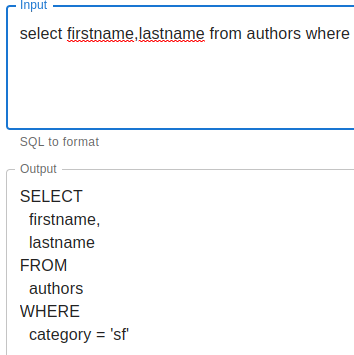 Input
select firstname,lastname from authors where
SQL to format
Output
SELECT
firstname,
lastname
FROM
authors
WHERE
category = 'sf'